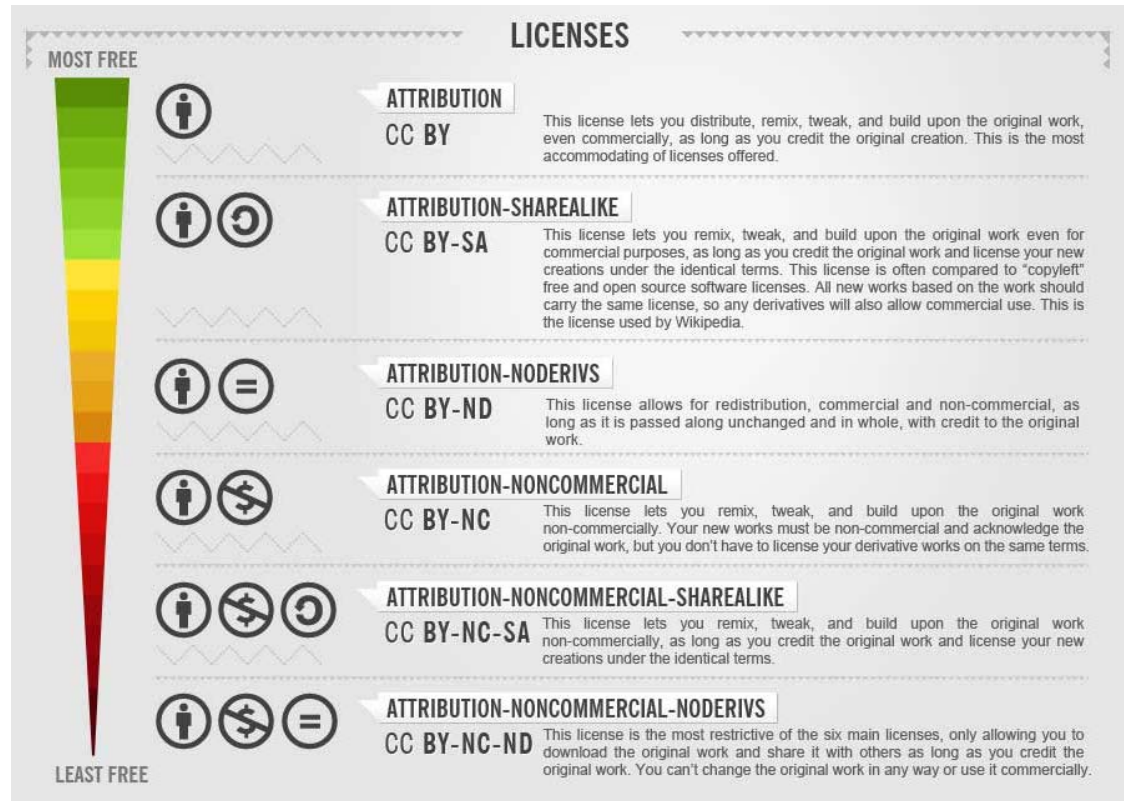 LICENSES
MOST FREE
ATTRIBUTION
CC BY
This license lets you distribute, remix, tweak, and build upon the original work,
even commercially, as long as you credit the original creation. This is the most
accommodating of licenses offered.
ATTRIBUTION-SHAREALIKE
CC BY-SA
This license lets you remix, tweak, and build upon the original work even for
commercial purposes, as long as you credit the original work and license your new
creations under the identical terms. This license is often compared to “copyleft”
free and open source software licenses. All new works based on the work should
carry the same license, so any derivatives will also allow commercial use. This is
the license used by Wikipedia.
ATTRIBUTION-NODERIVS
CC BY-ND
This license allows for redistribution, commercial and non-commercial, as
long as it is passed along unchanged and in whole, with credit to the original
work.
ATTRIBUTION-NONCOMMERCIAL
CC BY-NC
This license lets you remix, tweak, and build upon the original work
non-commercially. Your new works must be non-commercial and acknowledge the
original work, but you don’t have to license your derivative works on the same terms.
ATTRIBUTION-NONCOMMERCIAL-SHAREALIKE
CC BY-NC-SA
This license lets you remix, tweak, and build upon the original work
non-commercially, as long as you credit the original work and license your new
creations under the identical terms.
ATTRIBUTION-NONCOMMERCIAL-NODERIVS
CC BY-NC-ND
This license is the most restrictive of the six main licenses, only allowing you to
download the original work and share it with others as long as you credit the
original work. You can’t change the original work in any way or use it commercially.
LEAST FREE